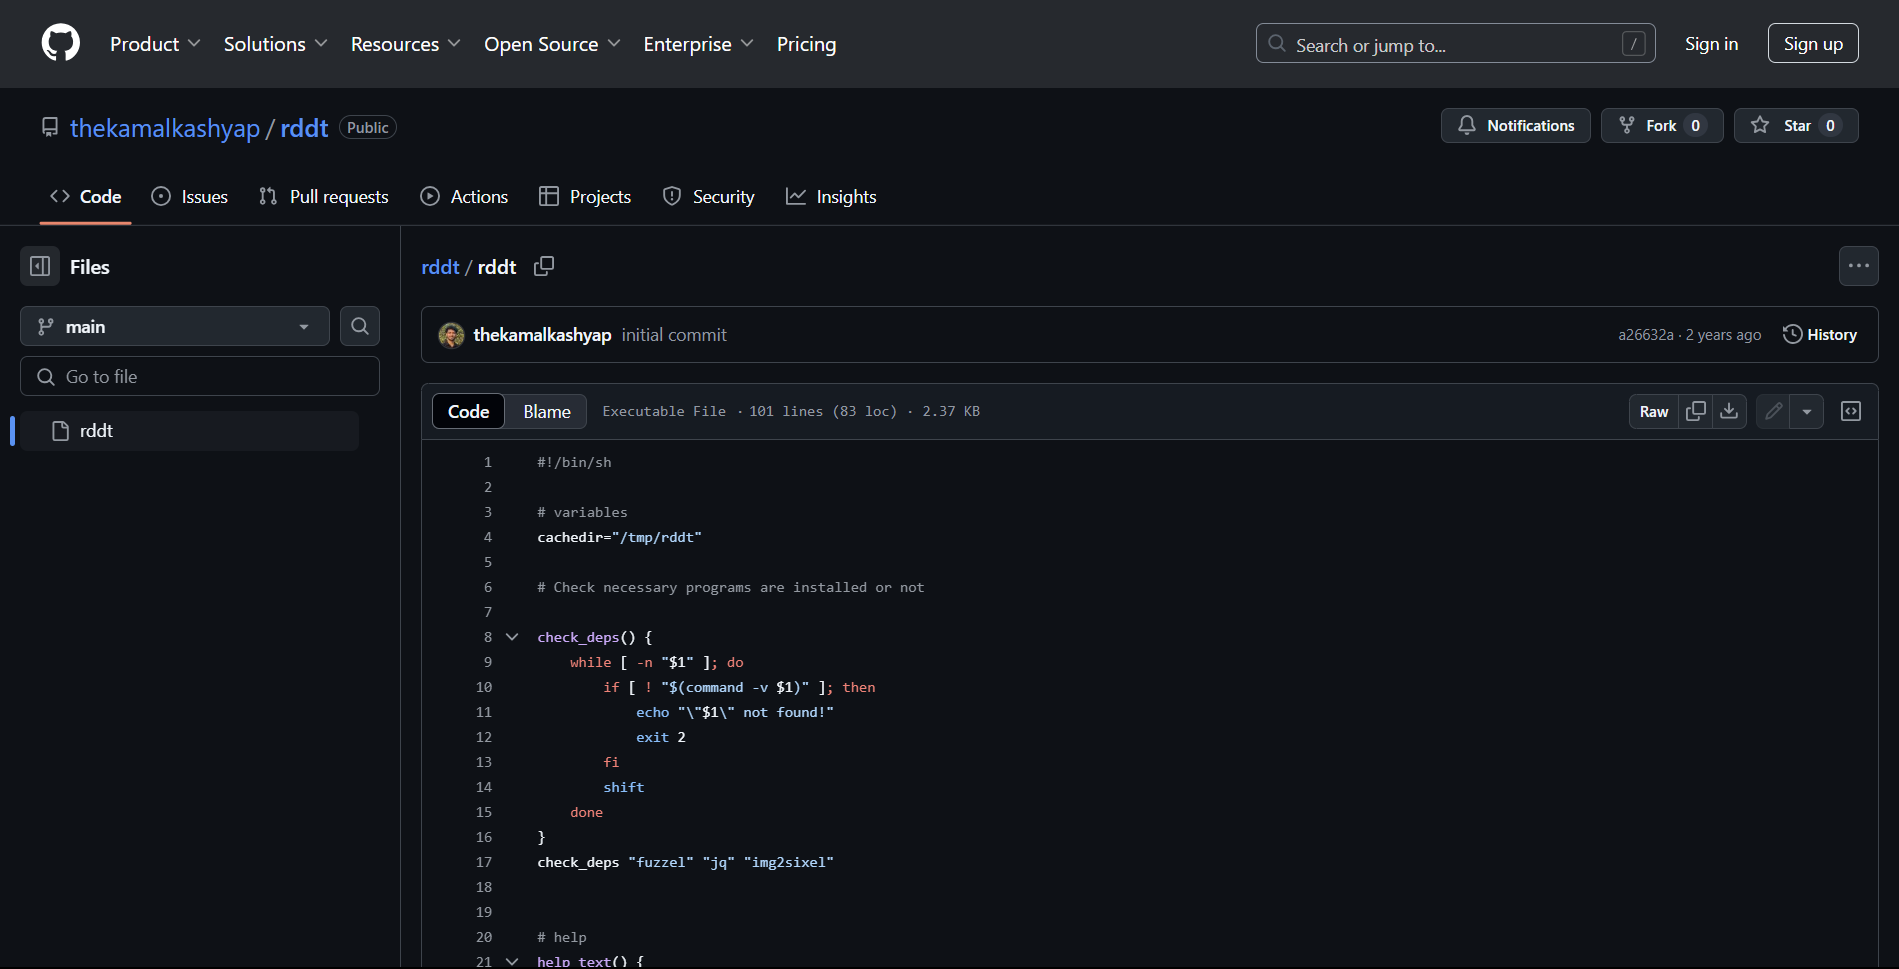 Product Solutions Resources Open Source Enterprise Pricing Search or jump to... / Sign in Sign up
thekamalkashyap / rddt Public Notifications Fork 0 Star 0
Code Issues Pull requests Actions Projects Security Insights
Files
main
Go to file
rddt
rddt / rddt
thekamalkashyap initial commit a26632a · 2 years ago History
Code Blame Executable File · 101 lines (83 loc) · 2.37 KB Raw
1 #!/bin/sh
2
3 # variables
4 cachedir="/tmp/rddt"
5
6 # Check necessary programs are installed or not
7
8 check_deps() {
9 while [ -n "$1" ]; do
10 if [ ! "$(command -v $1)" ]; then
11 echo "\"$1\" not found!"
12 exit 2
13 fi
14 shift
15 done
16 }
17 check_deps "fuzzel" "jq" "img2sixel"
18
19
20 # help
21 help_text() {